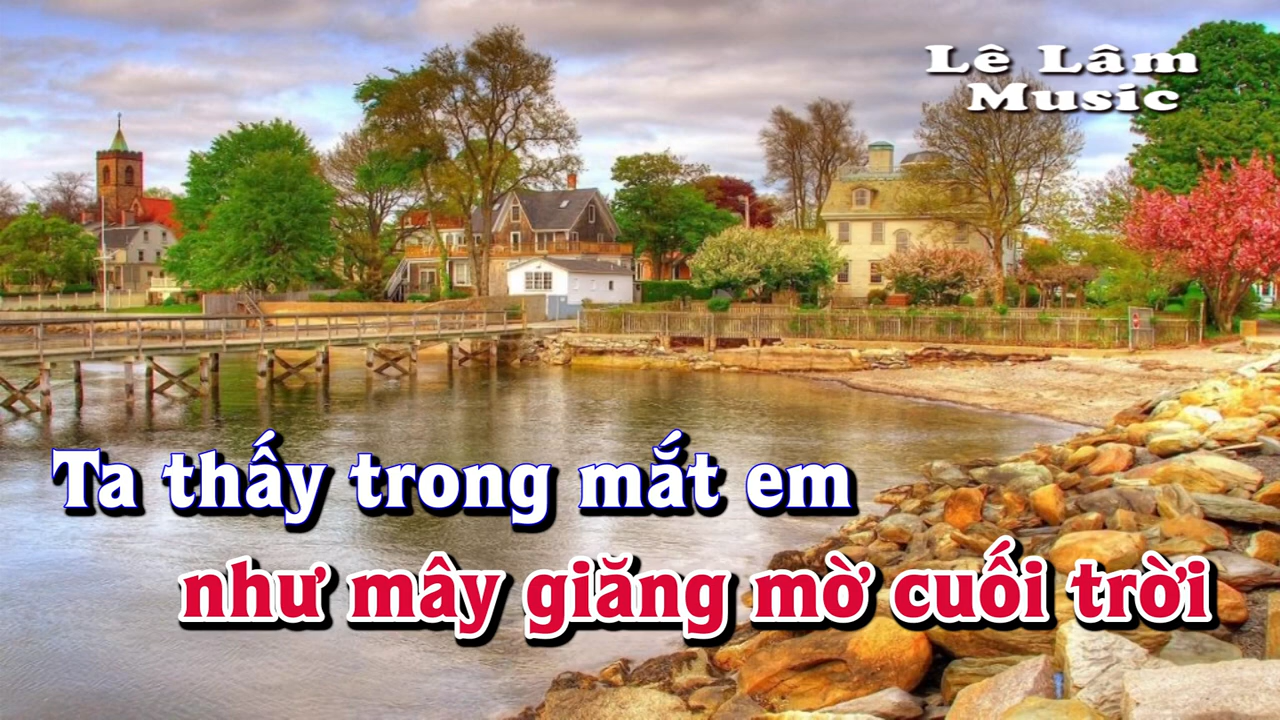 Lê Lâm
Music
Ta thấy trong mắt em
như mây giăng mờ cuối trời